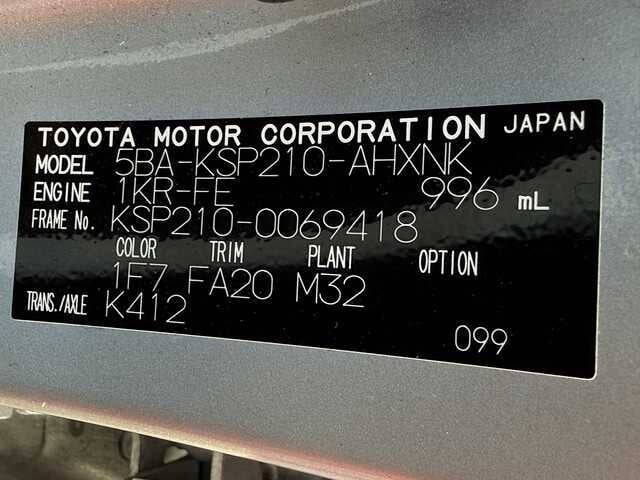 TOYOTA MOTOR CORPORATION JAPAN
MODEL 5BA-KSP210-AHXNK
ENGINE 1KR-FE 996 mL
FRAME No. KSP210-0069418
COLOR TRIM PLANT OPTION
1F7 FA20 M32
TRANS./AXLE K412
099